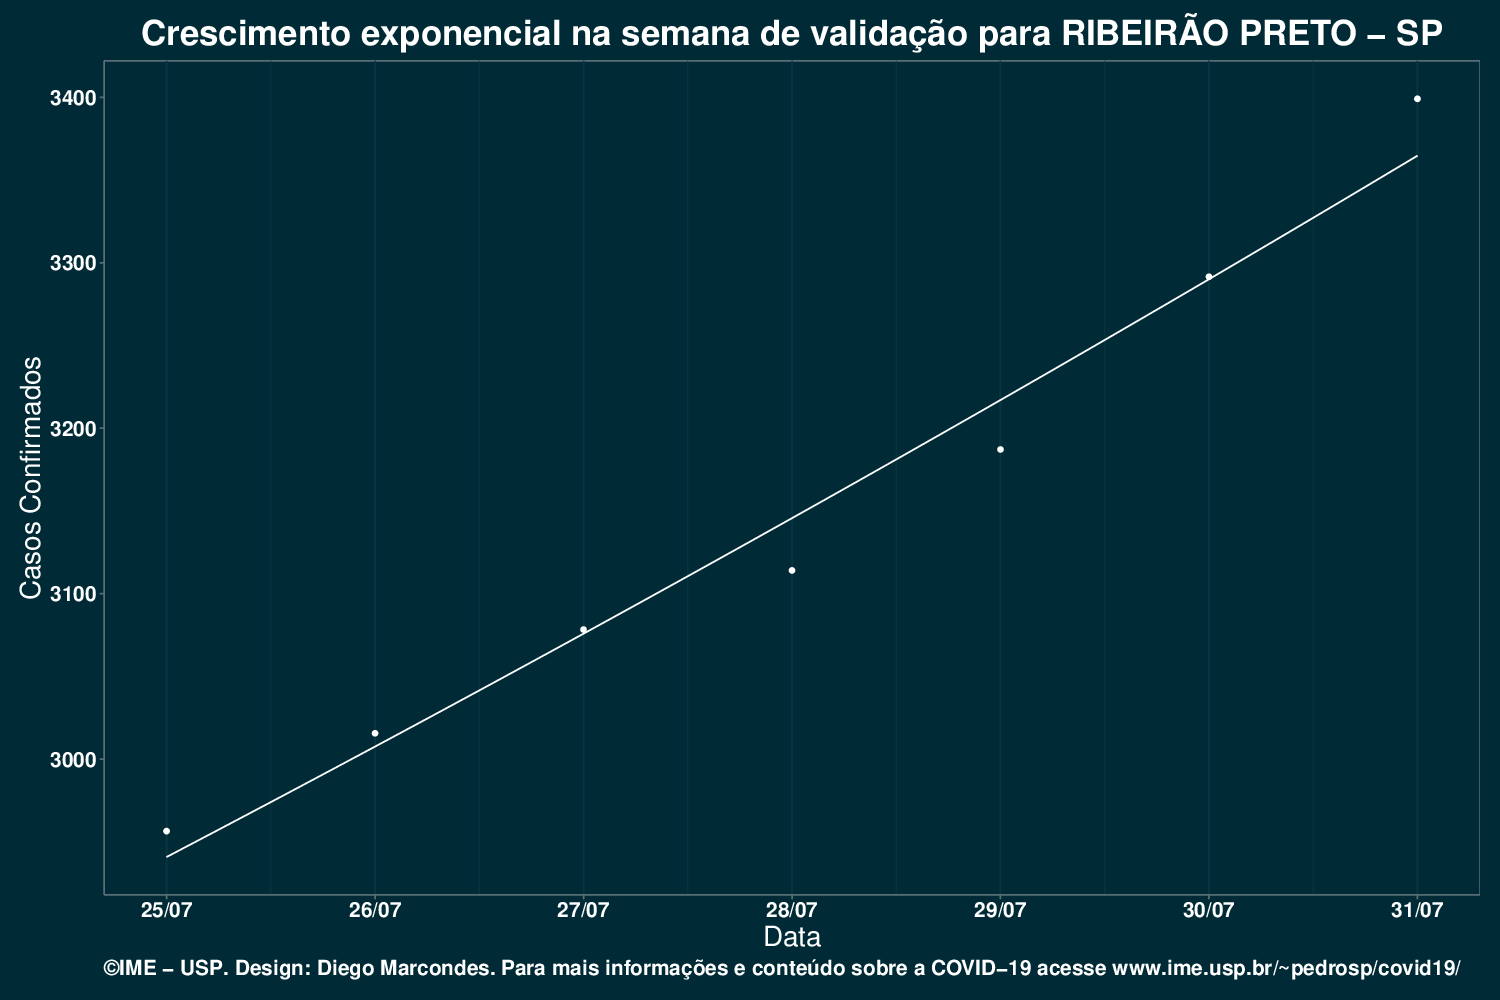 Crescimento exponencial na semana de validação para RIBEIRÃO PRETO – SP
3400
3300
3200
3100
3000
Casos Confirmados
25/07 26/07 27/07 28/07 29/07 30/07 31/07
Data
©IME – USP. Design: Diego Marcondes. Para mais informações e conteúdo sobre a COVID–19 acesse www.ime.usp.br/~pedrosp/covid19/